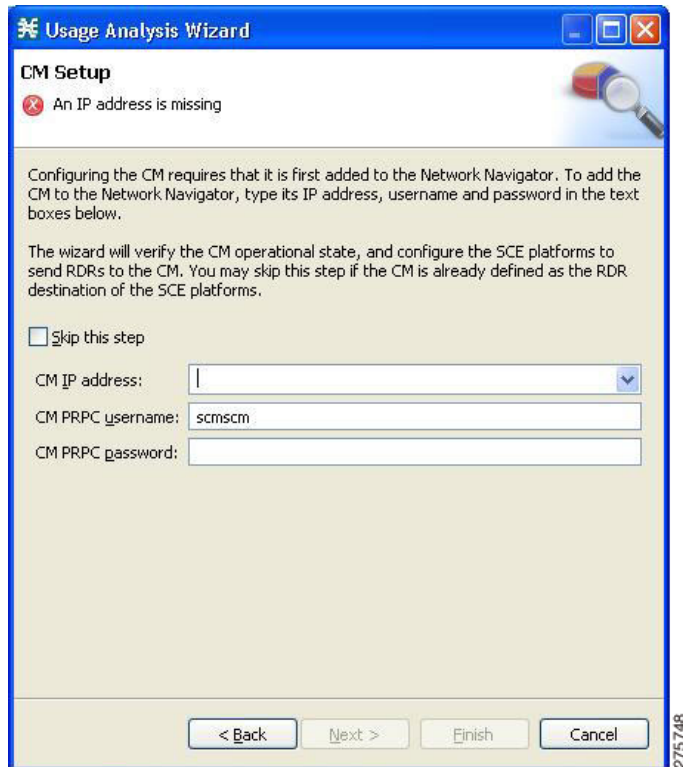 Usage Analysis Wizard
CM Setup
An IP address is missing
Configuring the CM requires that it is first added to the Network Navigator. To add the
CM to the Network Navigator, type its IP address, username and password in the text
boxes below.
The wizard will verify the CM operational state, and configure the SCE platforms to
send RDRs to the CM. You may skip this step if the CM is already defined as the RDR
destination of the SCE platforms.
Skip this step
CM IP address:
CM PRPC username: scmscm
CM PRPC password:
< Back Next > Finish Cancel
275748